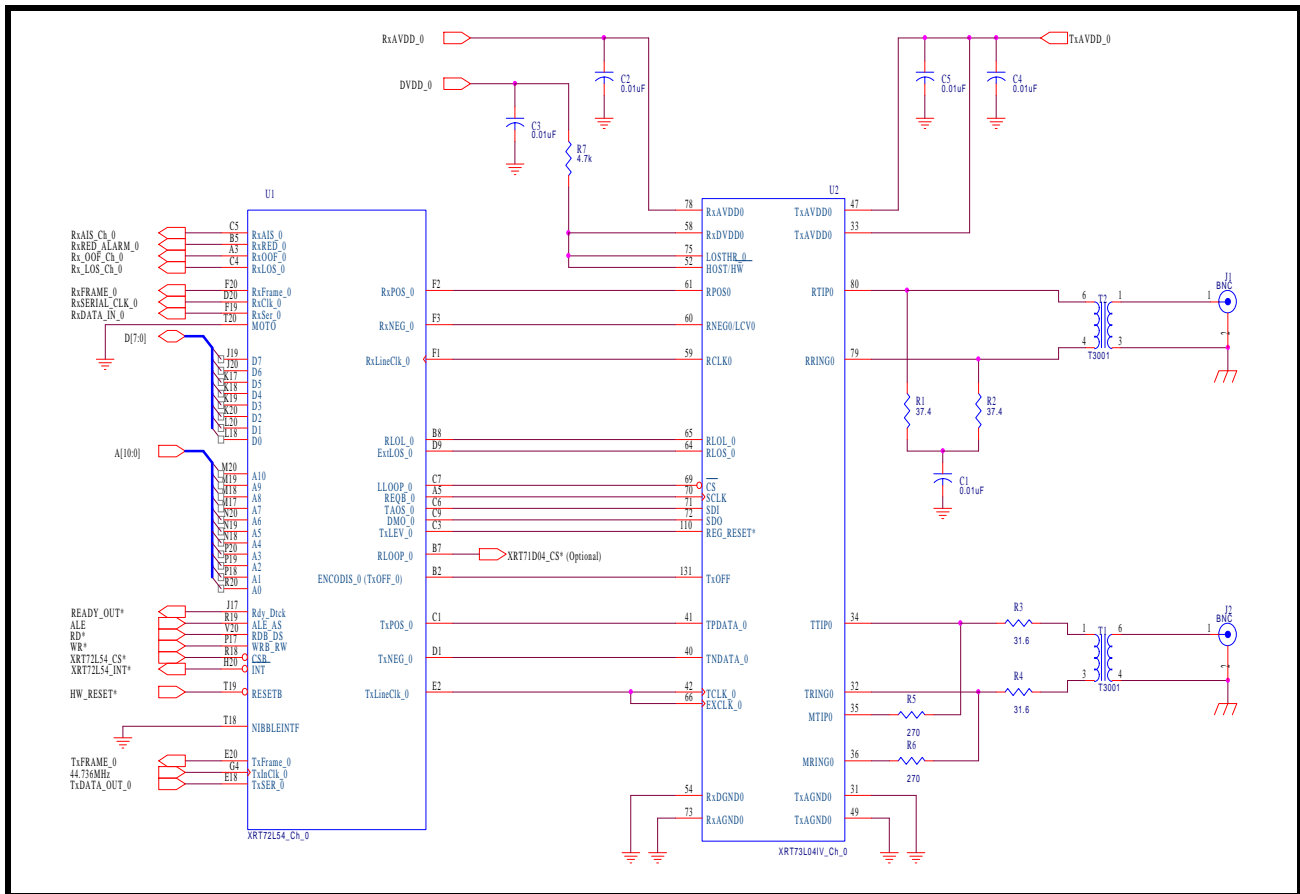 RxAVDD_0
TxAVDD_0
DVDD_0
C2
0.01uF
C5
0.01uF
C4
0.01uF
C3
0.01uF
R7
4.7k
U1
U2
RxAIS_Ch_0 C5 RxAIS_0
RxRED_ALARM_0 B5 RxRED_0
Rx_OOF_Ch_0 A3 RxOOF_0
Rx_LOS_Ch_0 C4 RxLOS_0
RxFRAME_0 F20 RxFrame_0
RxSERIAL_CLK_0 D20 RxClk_0
RxDATA_IN_0 F19 RxSer_0
T20 MOTO
D[7:0]
J19 D7
J20 D6
K17 D5
K18 D4
K19 D3
K20 D2
L20 D1
L18 D0
A[10:0]
M20 A10
M19 A9
M18 A8
M17 A7
N20 A6
N19 A5
N18 A4
P20 A3
P19 A2
P18 A1
R20 A0
READY_OUT* J17 Rdy_Dtck
ALE R19 ALE_AS
RD* V20 RDB_DS
WR* P17 WRB_RW
XRT72L54_CS* R18 CSB
XRT72L54_INT* H20 INT
HW_RESET* T19 RESETB
T18 NIBBLEINTF
TxFRAME_0 E20 TxFrame_0
44.736MHz G4 TxInClk_0
TxDATA_OUT_0 E18 TxSER_0
XRT72L54_Ch_0
RxPOS_0 F2
RxNEG_0 F3
RxLineClk_0 F1
RLOL_0 B8
ExtLOS_0 D9
LLOOP_0 C7
REQB_0 A5
TAOS_0 C6
DMO_0 C9
TxLEV_0 C3
RLOOP_0 B7 XRT71D04_CS* (Optional)
ENCODIS_0 (TxOFF_0) B2
TxPOS_0 C1
TxNEG_0 D1
TxLineClk_0 E2
78 RxAVDD0
58 RxDVDD0
75 LOSTHR_0
52 HOST/HW
61 RPOS0
60 RNEG0/LCV0
59 RCLK0
65 RLOL_0
64 RLOS_0
69 CS
70 SCLK
71 SDI
72 SDO
110 REG_RESET*
131 TxOFF
41 TPDATA_0
40 TNDATA_0
42 TCLK_0
66 EXCLK_0
54 RxDGND0
73 RxAGND0
TxAVDD0 47
TxAVDD0 33
RTIP0 80
RRING0 79
TTIP0 34
TRING0 32
MTIP0 35
MRING0 36
TxAGND0 31
TxAGND0 49
XRT73L04IV_Ch_0
R1
37.4
R2
37.4
C1
0.01uF
6 T2 1
4 3
T3001
J1
BNC
1
2
R3
31.6
R4
31.6
R5
270
R6
270
1 T1 6
3 4
T3001
J2
BNC
1
2